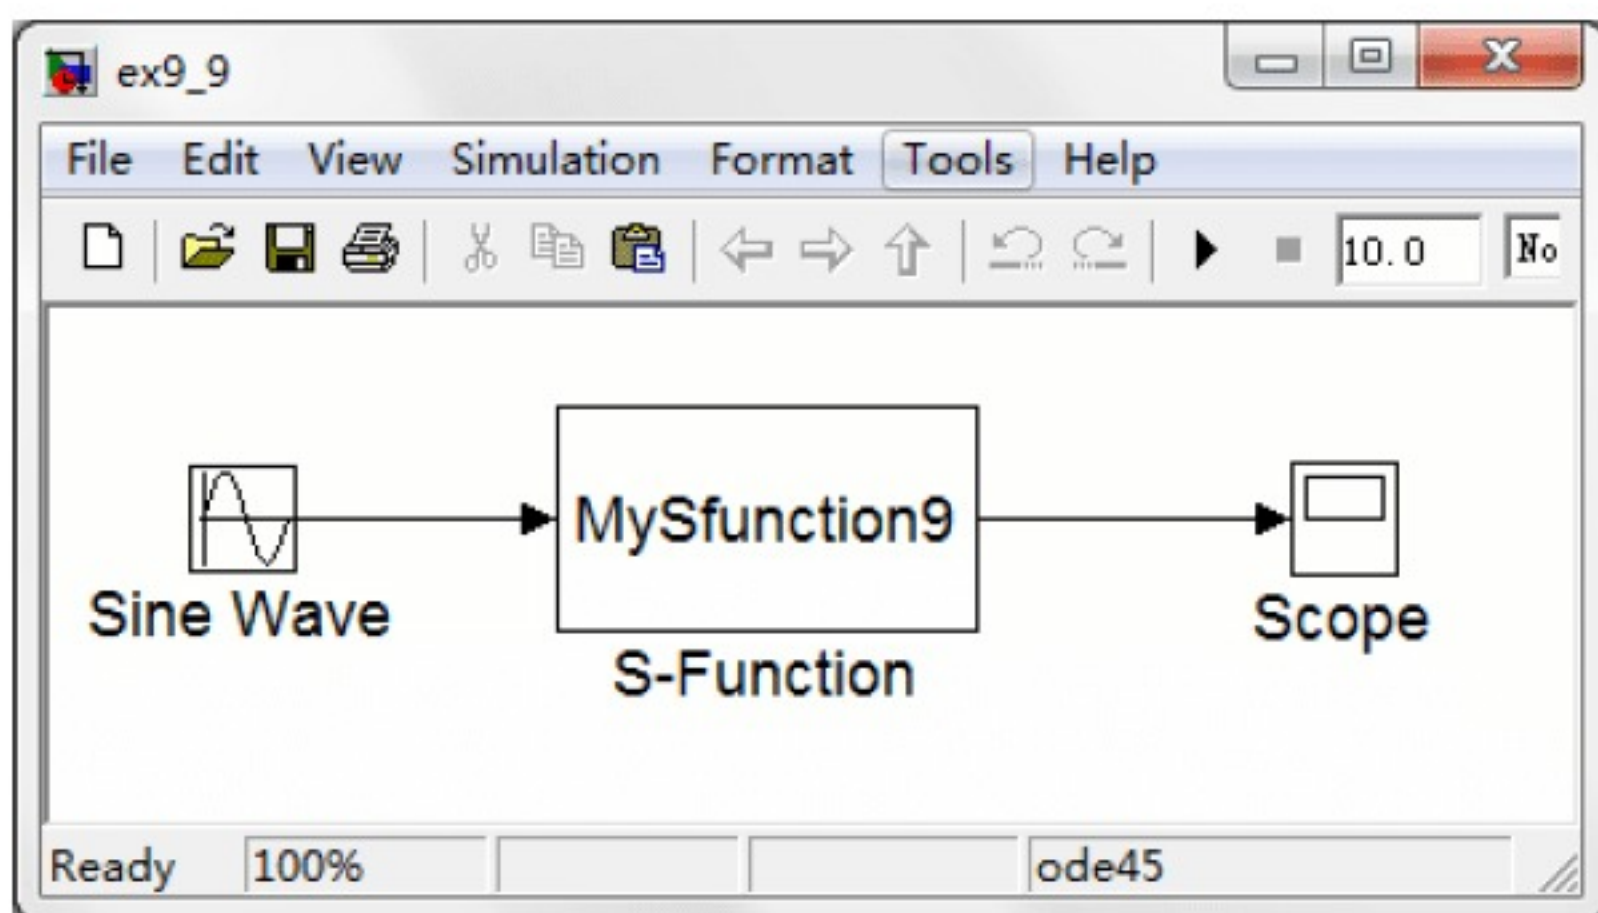 ex9_9
File Edit View Simulation Format Tools Help
10.0 No
MySfunction9
Sine Wave
S-Function
Scope
Ready 100% ode45